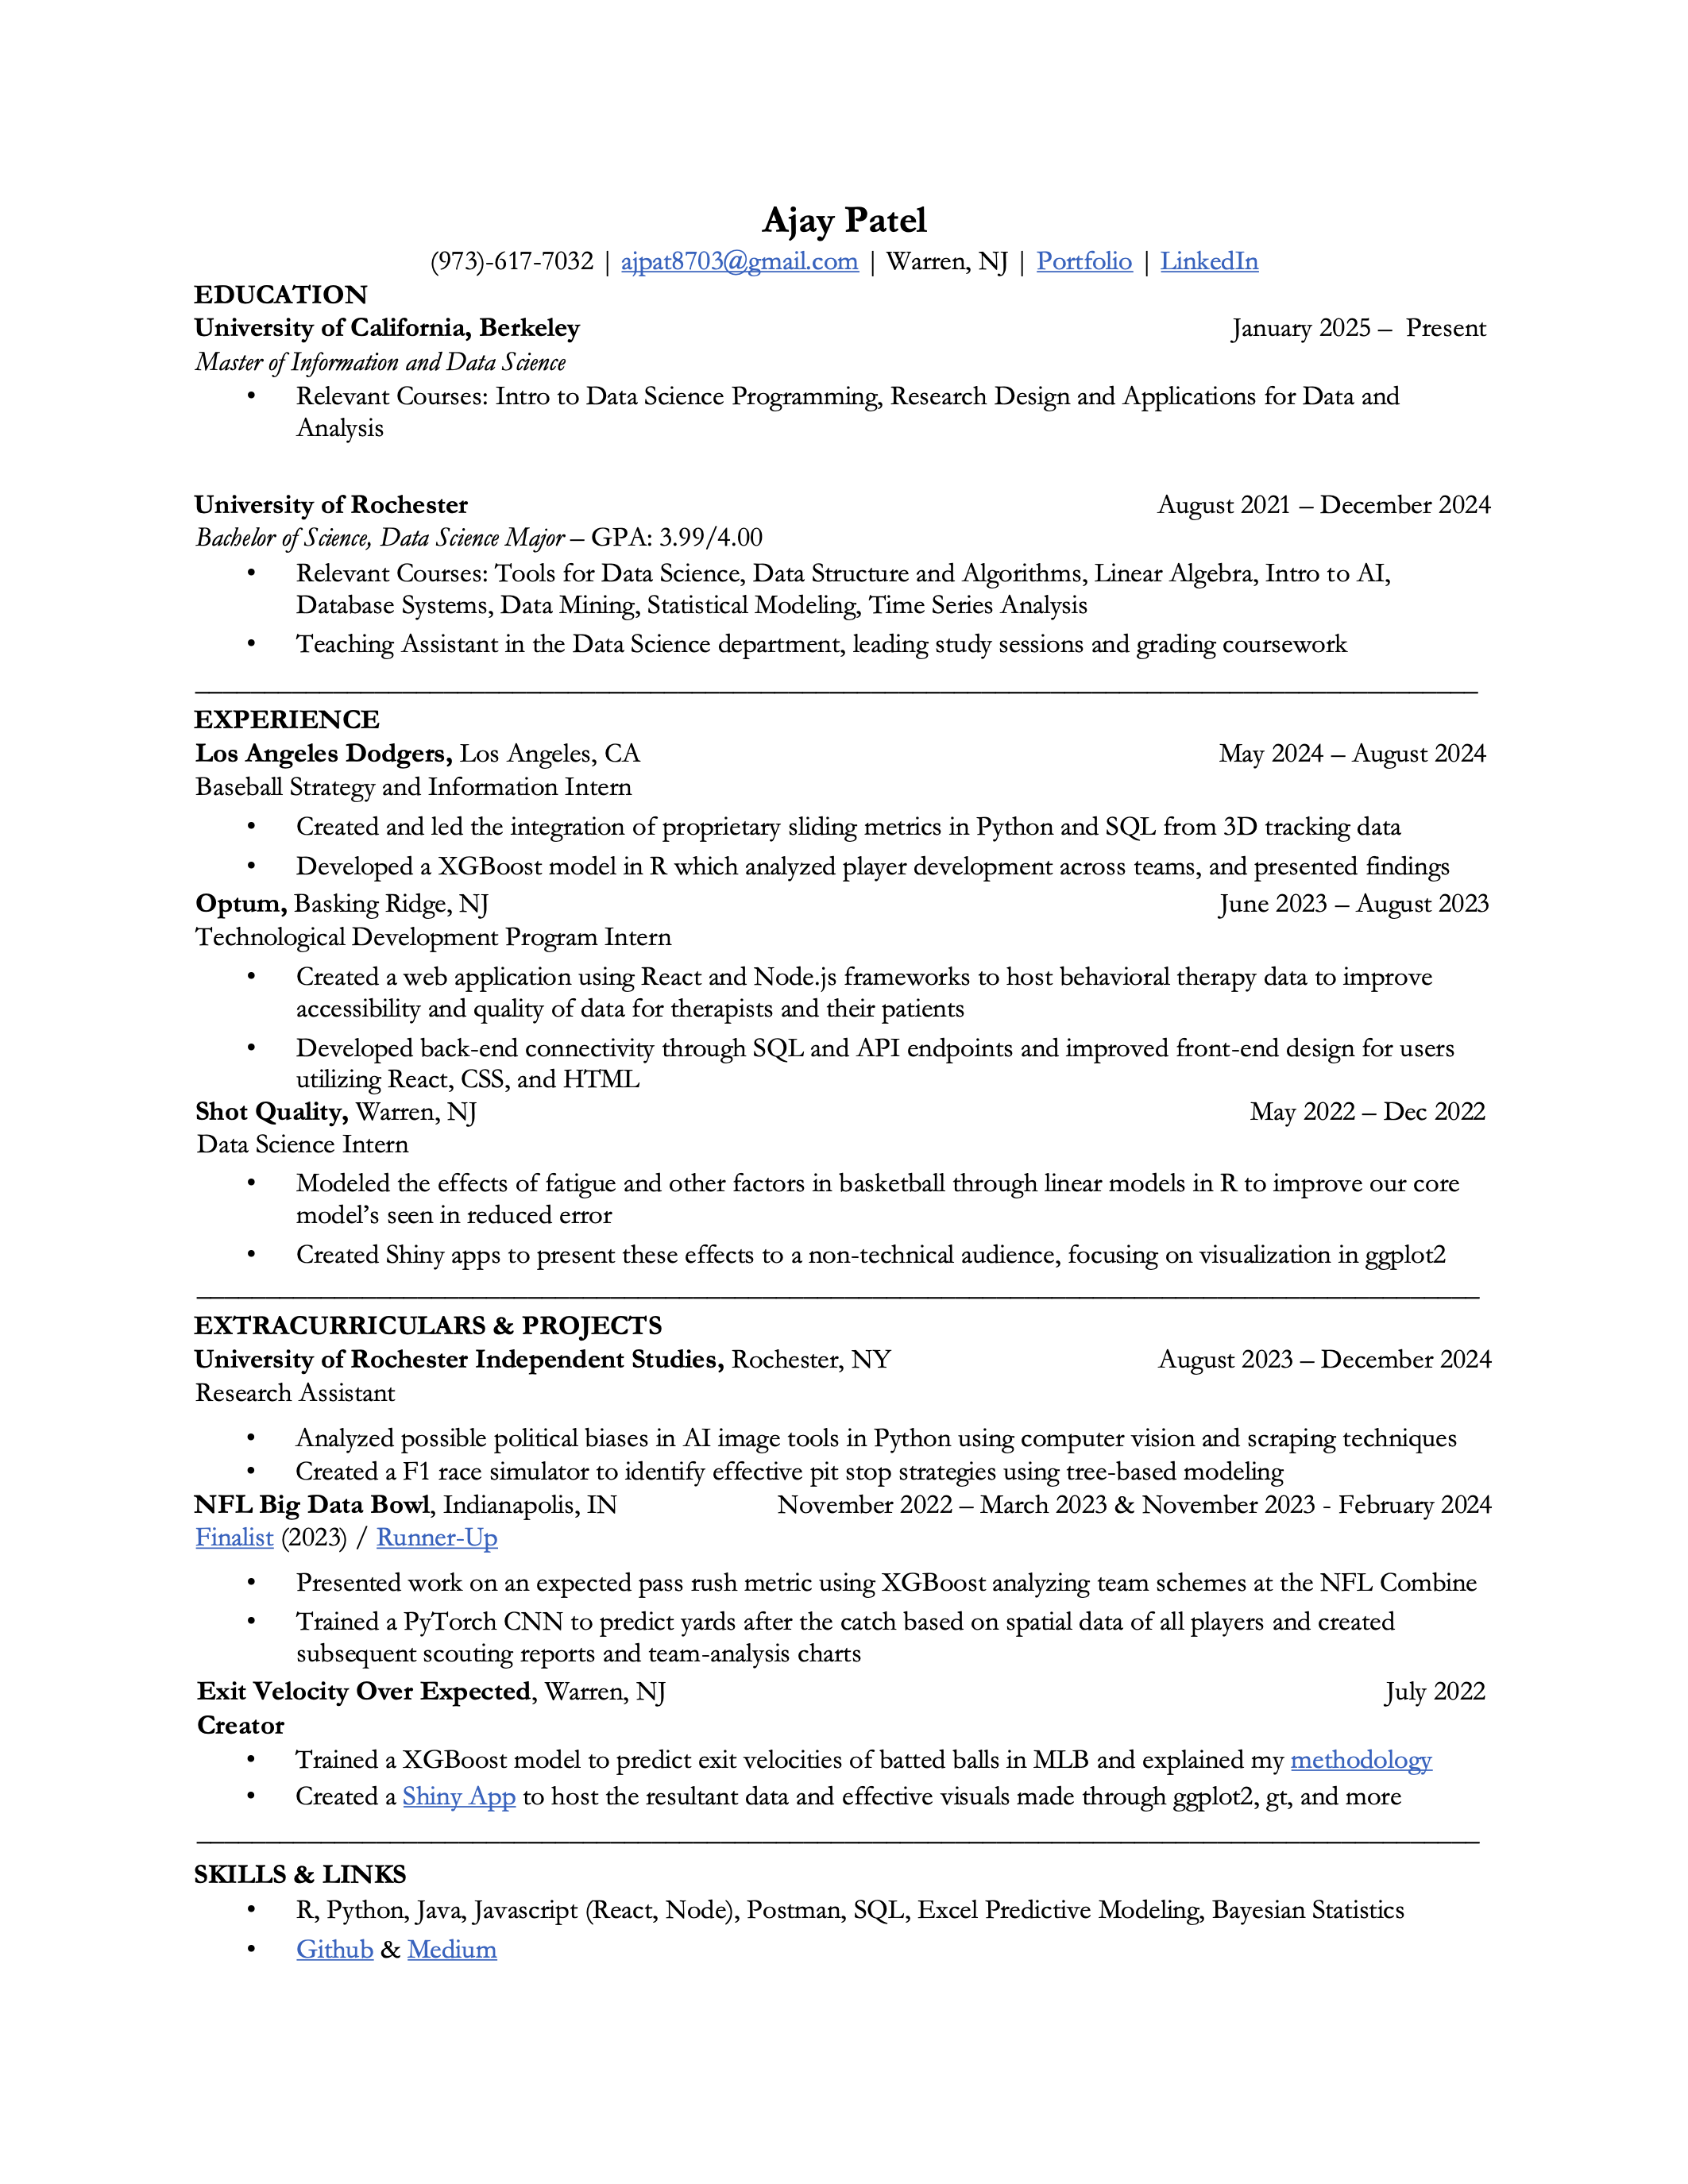 Ajay Patel
(973)-617-7032 | ajpat8703@gmail.com | Warren, NJ | Portfolio | LinkedIn
EDUCATION
University of California, Berkeley January 2025 – Present
Master of Information and Data Science
• Relevant Courses: Intro to Data Science Programming, Research Design and Applications for Data and
Analysis
University of Rochester August 2021 – December 2024
Bachelor of Science, Data Science Major – GPA: 3.99/4.00
• Relevant Courses: Tools for Data Science, Data Structure and Algorithms, Linear Algebra, Intro to AI,
Database Systems, Data Mining, Statistical Modeling, Time Series Analysis
• Teaching Assistant in the Data Science department, leading study sessions and grading coursework
EXPERIENCE
Los Angeles Dodgers, Los Angeles, CA May 2024 – August 2024
Baseball Strategy and Information Intern
• Created and led the integration of proprietary sliding metrics in Python and SQL from 3D tracking data
• Developed a XGBoost model in R which analyzed player development across teams, and presented findings
Optum, Basking Ridge, NJ June 2023 – August 2023
Technological Development Program Intern
• Created a web application using React and Node.js frameworks to host behavioral therapy data to improve
accessibility and quality of data for therapists and their patients
• Developed back-end connectivity through SQL and API endpoints and improved front-end design for users
utilizing React, CSS, and HTML
Shot Quality, Warren, NJ May 2022 – Dec 2022
Data Science Intern
• Modeled the effects of fatigue and other factors in basketball through linear models in R to improve our core
model’s seen in reduced error
• Created Shiny apps to present these effects to a non-technical audience, focusing on visualization in ggplot2
EXTRACURRICULARS & PROJECTS
University of Rochester Independent Studies, Rochester, NY August 2023 – December 2024
Research Assistant
• Analyzed possible political biases in AI image tools in Python using computer vision and scraping techniques
• Created a F1 race simulator to identify effective pit stop strategies using tree-based modeling
NFL Big Data Bowl, Indianapolis, IN November 2022 – March 2023 & November 2023 - February 2024
Finalist (2023) / Runner-Up
• Presented work on an expected pass rush metric using XGBoost analyzing team schemes at the NFL Combine
• Trained a PyTorch CNN to predict yards after the catch based on spatial data of all players and created
subsequent scouting reports and team-analysis charts
Exit Velocity Over Expected, Warren, NJ July 2022
Creator
• Trained a XGBoost model to predict exit velocities of batted balls in MLB and explained my methodology
• Created a Shiny App to host the resultant data and effective visuals made through ggplot2, gt, and more
SKILLS & LINKS
• R, Python, Java, Javascript (React, Node), Postman, SQL, Excel Predictive Modeling, Bayesian Statistics
• Github & Medium